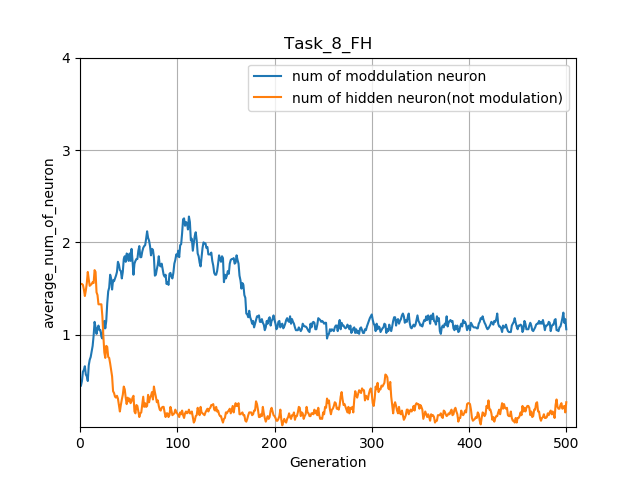 Task_8_FH
num of moddulation neuron
num of hidden neuron(not modulation)
4
3
2
1
average_num_of_neuron
0 100 200 300 400 500
Generation